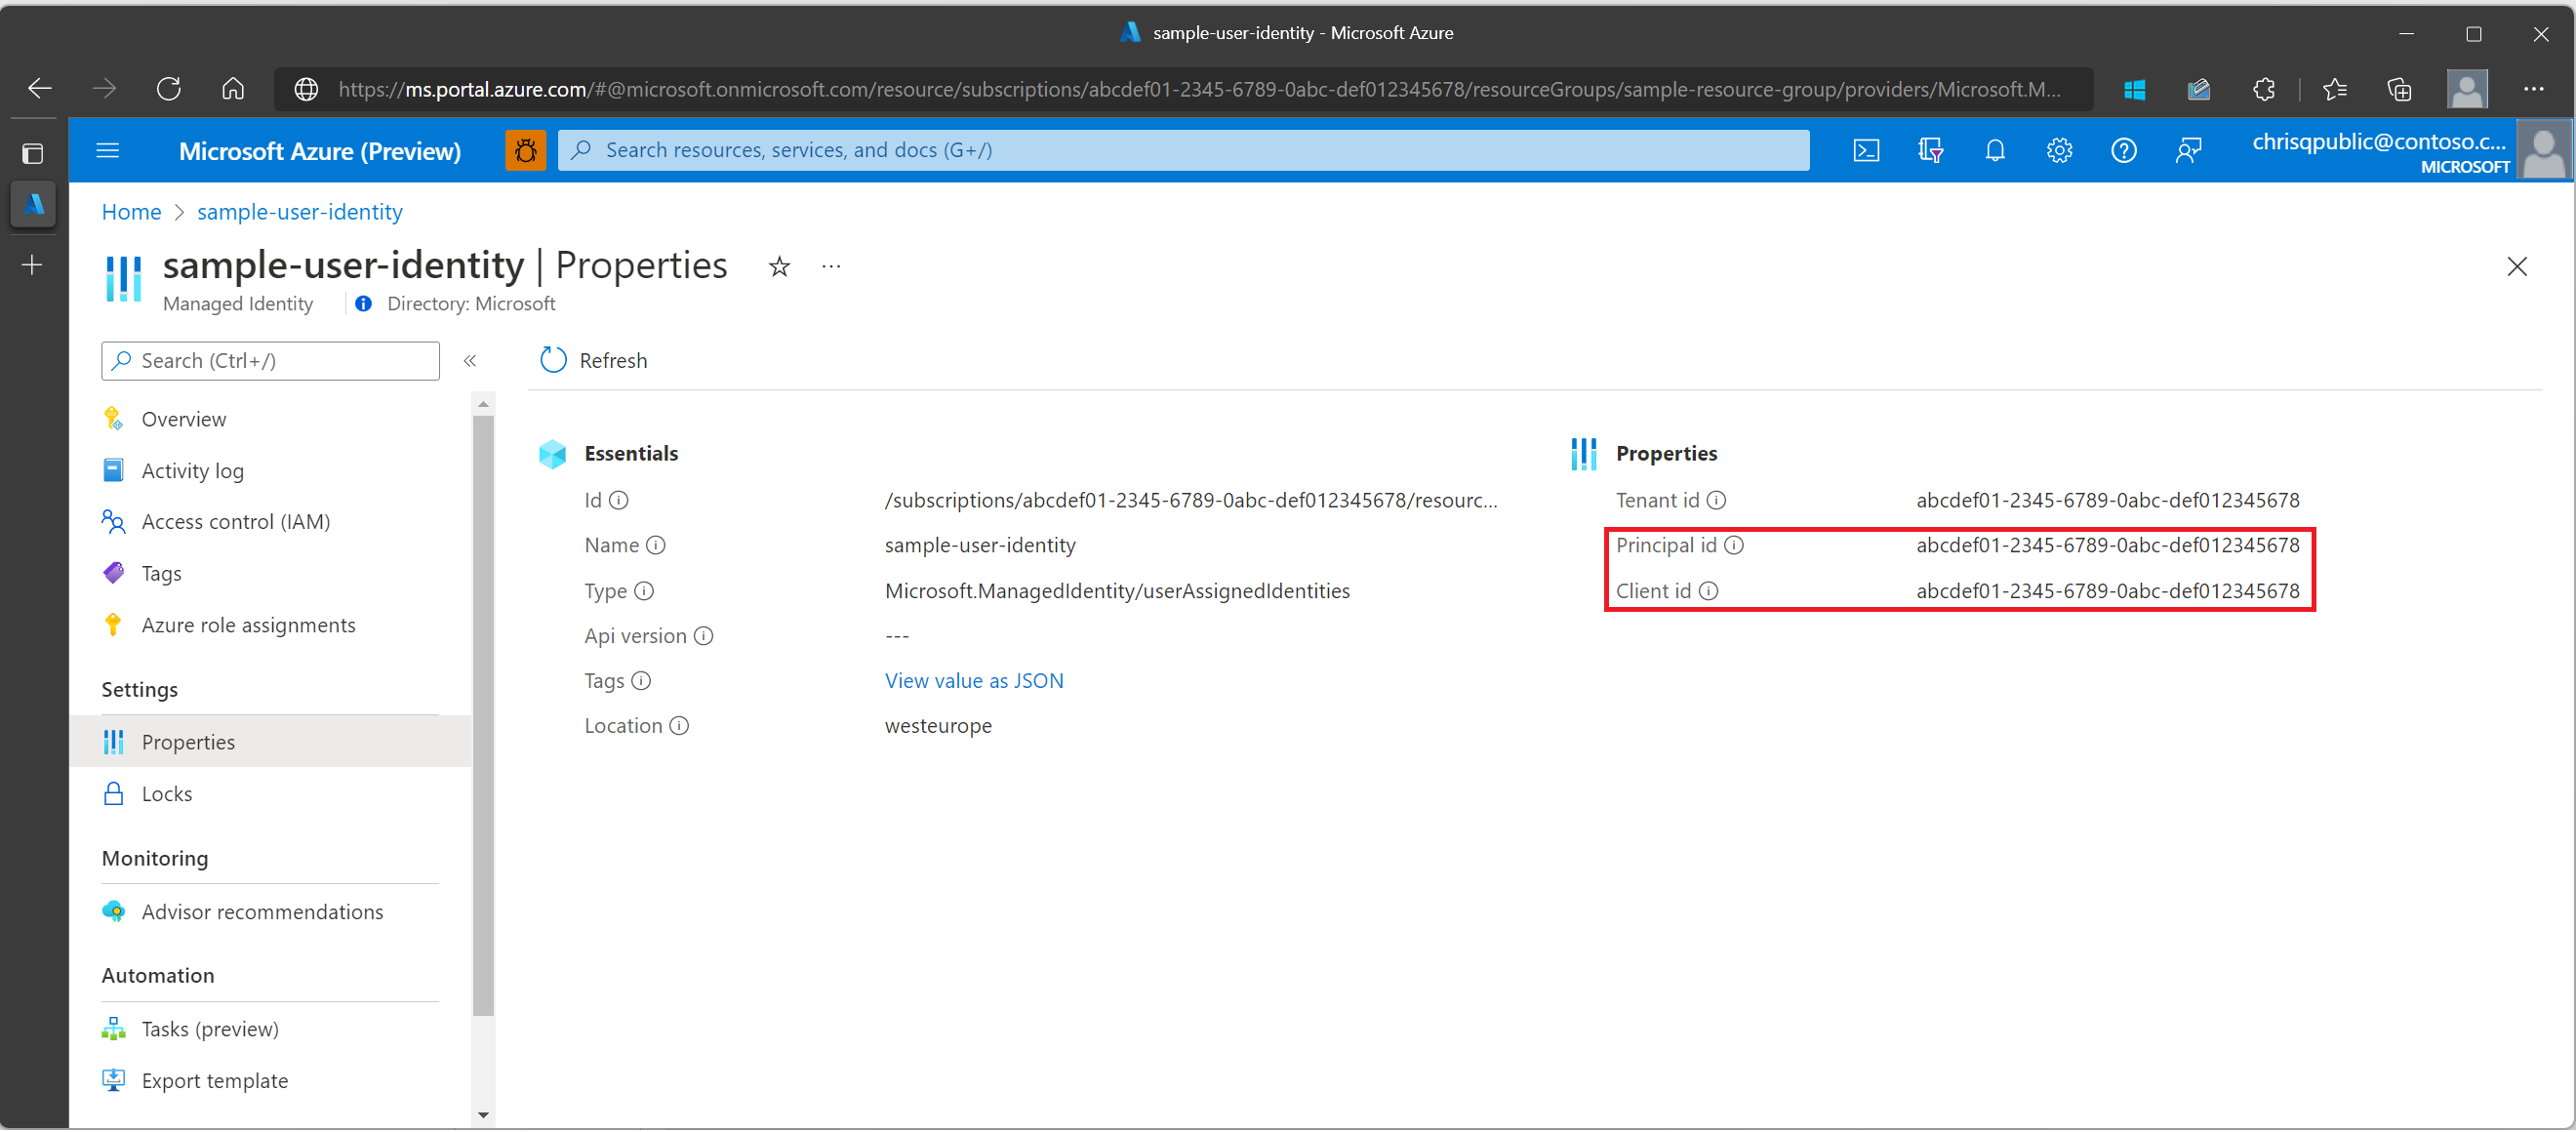 sample-user-identity - Microsoft Azure
https://ms.portal.azure.com/#@microsoft.onmicrosoft.com/resource/subscriptions/abcdef01-2345-6789-0abc-def012345678/resourceGroups/sample-resource-group/providers/Microsoft.M...
Microsoft Azure (Preview)
Search resources, services, and docs (G+/)
chrisqpublic@contoso.c...
MICROSOFT
Home > sample-user-identity
sample-user-identity | Properties
Managed Identity
Directory: Microsoft
Search (Ctrl+/)
Overview
Activity log
Access control (IAM)
Tags
Azure role assignments
Settings
Properties
Locks
Monitoring
Advisor recommendations
Automation
Tasks (preview)
Export template
Refresh
Essentials
Id /subscriptions/abcdef01-2345-6789-0abc-def012345678/resourc...
Name sample-user-identity
Type Microsoft.ManagedIdentity/userAssignedIdentities
Api version ---
Tags View value as JSON
Location westeurope
Properties
Tenant id abcdef01-2345-6789-0abc-def012345678
Principal id abcdef01-2345-6789-0abc-def012345678
Client id abcdef01-2345-6789-0abc-def012345678